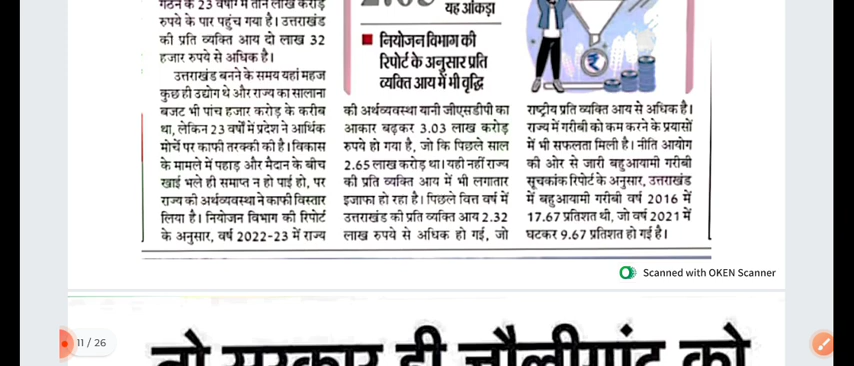 गठन के 23 वर्षों में तीन लाख करोड़
रुपये के पार पहुंच गया है। उत्तराखंड
की प्रति व्यक्ति आय दो लाख 32
हजार रुपये से अधिक है।
उत्तराखंड बनने के समय यहां महज
कुछ ही उद्योग थे और राज्य का सालाना
बजट भी पांच हजार करोड़ के करीब
था, लेकिन 23 वर्षों में प्रदेश ने आर्थिक
मोर्चे पर काफी तरक्की की है। विकास
के मामले में पहाड़ और मैदान के बीच
खाई भले ही समाप्त न हो पाई हो, पर
राज्य की अर्थव्यवस्था ने काफी विस्तार
लिया है। नियोजन विभाग की रिपोर्ट
के अनुसार, वर्ष 2022-23 में राज्य
यह आंकड़ा
■ नियोजन विभाग की
रिपोर्ट के अनुसार प्रति
व्यक्ति आय में भी वृद्धि
की अर्थव्यवस्था यानी जीएसडीपी का
आकार बढ़कर 3.03 लाख करोड़
रुपये हो गया है, जो कि पिछले साल
2.65 लाख करोड़ था। यही नहीं राज्य
की प्रति व्यक्ति आय में भी लगातार
इजाफा हो रहा है। पिछले वित्त वर्ष में
उत्तराखंड की प्रति व्यक्ति आय 2.32
लाख रुपये से अधिक हो गई, जो
राष्ट्रीय प्रति व्यक्ति आय से अधिक है।
राज्य में गरीबी को कम करने के प्रयासों
में भी सफलता मिली है। नीति आयोग
की ओर से जारी बहुआयामी गरीबी
सूचकांक रिपोर्ट के अनुसार, उत्तराखंड
में बहुआयामी गरीबी वर्ष 2016 में
17.67 प्रतिशत थी, जो वर्ष 2021 में
घटकर 9.67 प्रतिशत हो गई है।
Scanned with OKEN Scanner
11 / 26
तो सरकार ही जौलीग्रांट को